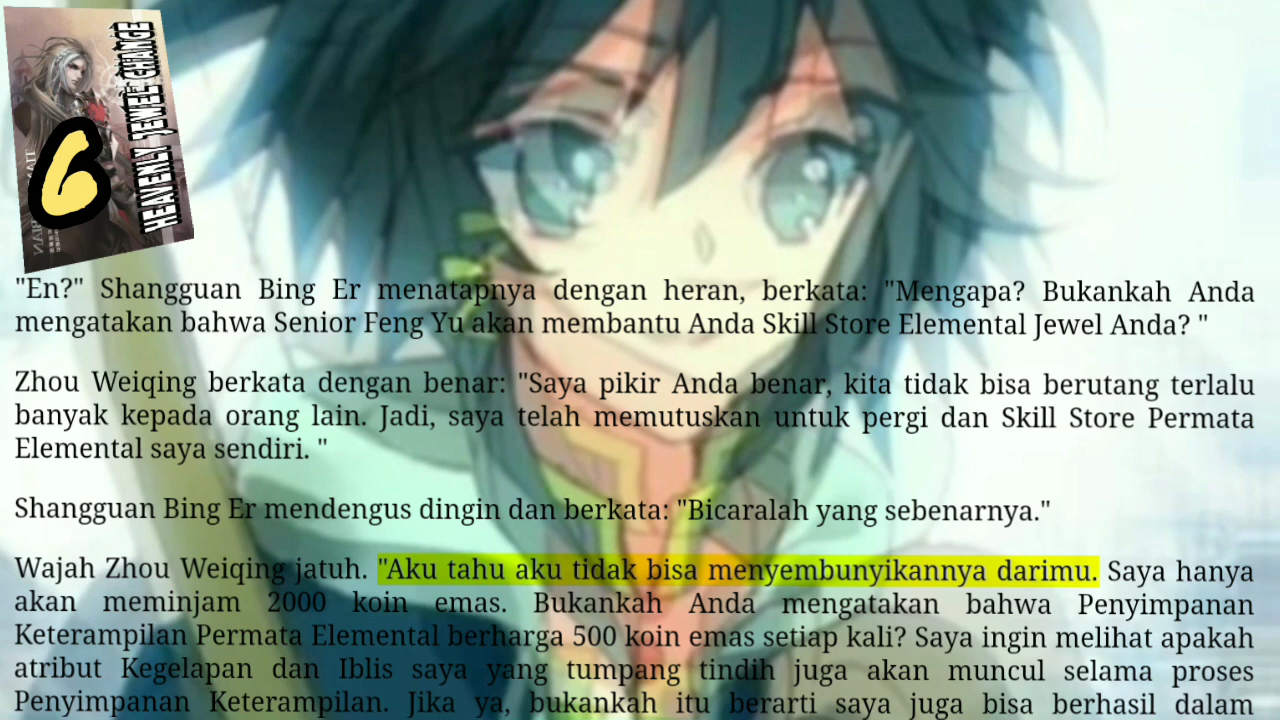 HEAVENLY JEWEL CHANGE
6
"En?" Shangguan Bing Er menatapnya dengan heran, berkata: "Mengapa? Bukankah Anda
mengatakan bahwa Senior Feng Yu akan membantu Anda Skill Store Elemental Jewel Anda? "
Zhou Weiqing berkata dengan benar: "Saya pikir Anda benar, kita tidak bisa berutang terlalu
banyak kepada orang lain. Jadi, saya telah memutuskan untuk pergi dan Skill Store Permata
Elemental saya sendiri. "
Shangguan Bing Er mendengus dingin dan berkata: "Bicaralah yang sebenarnya."
Wajah Zhou Weiqing jatuh. "Aku tahu aku tidak bisa menyembunyikannya darimu. Saya hanya
akan meminjam 2000 koin emas. Bukankah Anda mengatakan bahwa Penyimpanan
Keterampilan Permata Elemental berharga 500 koin emas setiap kali? Saya ingin melihat apakah
atribut Kegelapan dan Iblis saya yang tumpang tindih juga akan muncul selama proses
Penyimpanan Keterampilan. Jika ya, bukankah itu berarti saya juga bisa berhasil dalam